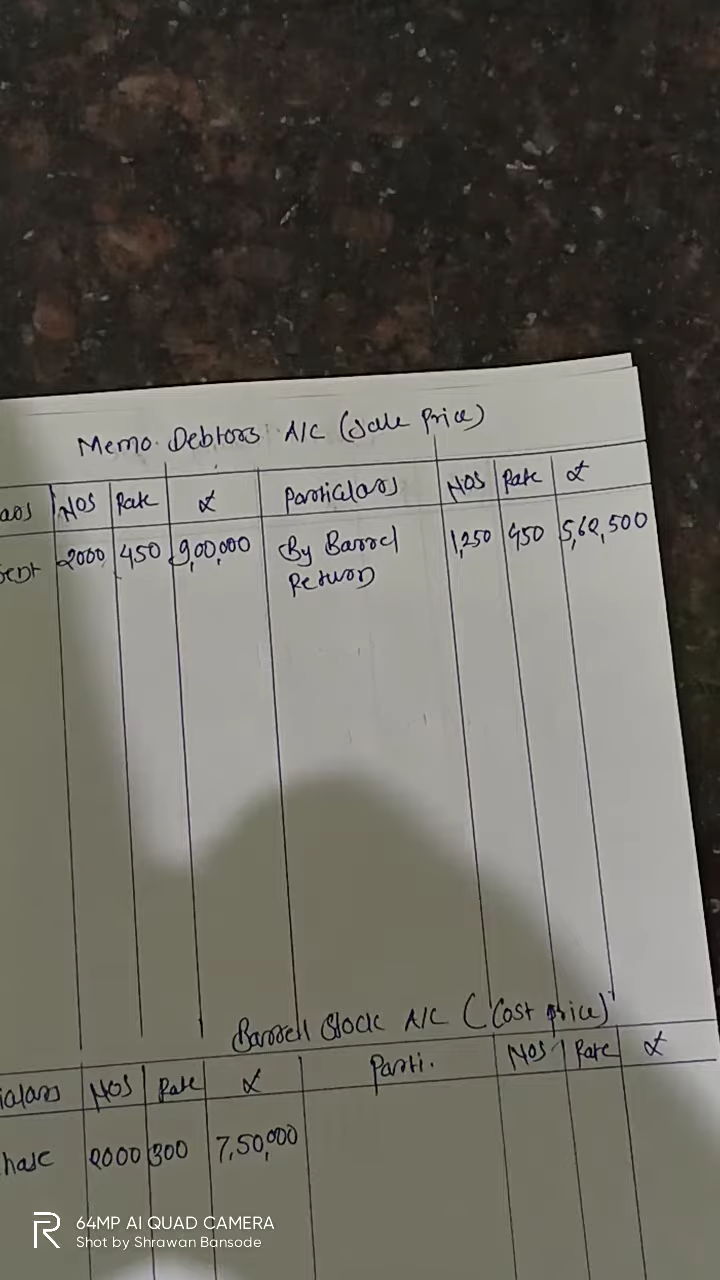 Memo. Debtors A/C (Sale Price)
NOS Rate ₹ Particlars NOS Rate ₹
2000 450 9,00,000 By Barrel 1,250 450 5,62,500
Return
Barrell Stock A/C (Cost price)
NOS Rate ₹ Parti. NOS Rate ₹
2000 300 7,50,000
64MP AI QUAD CAMERA
Shot by Shrawan Bansode